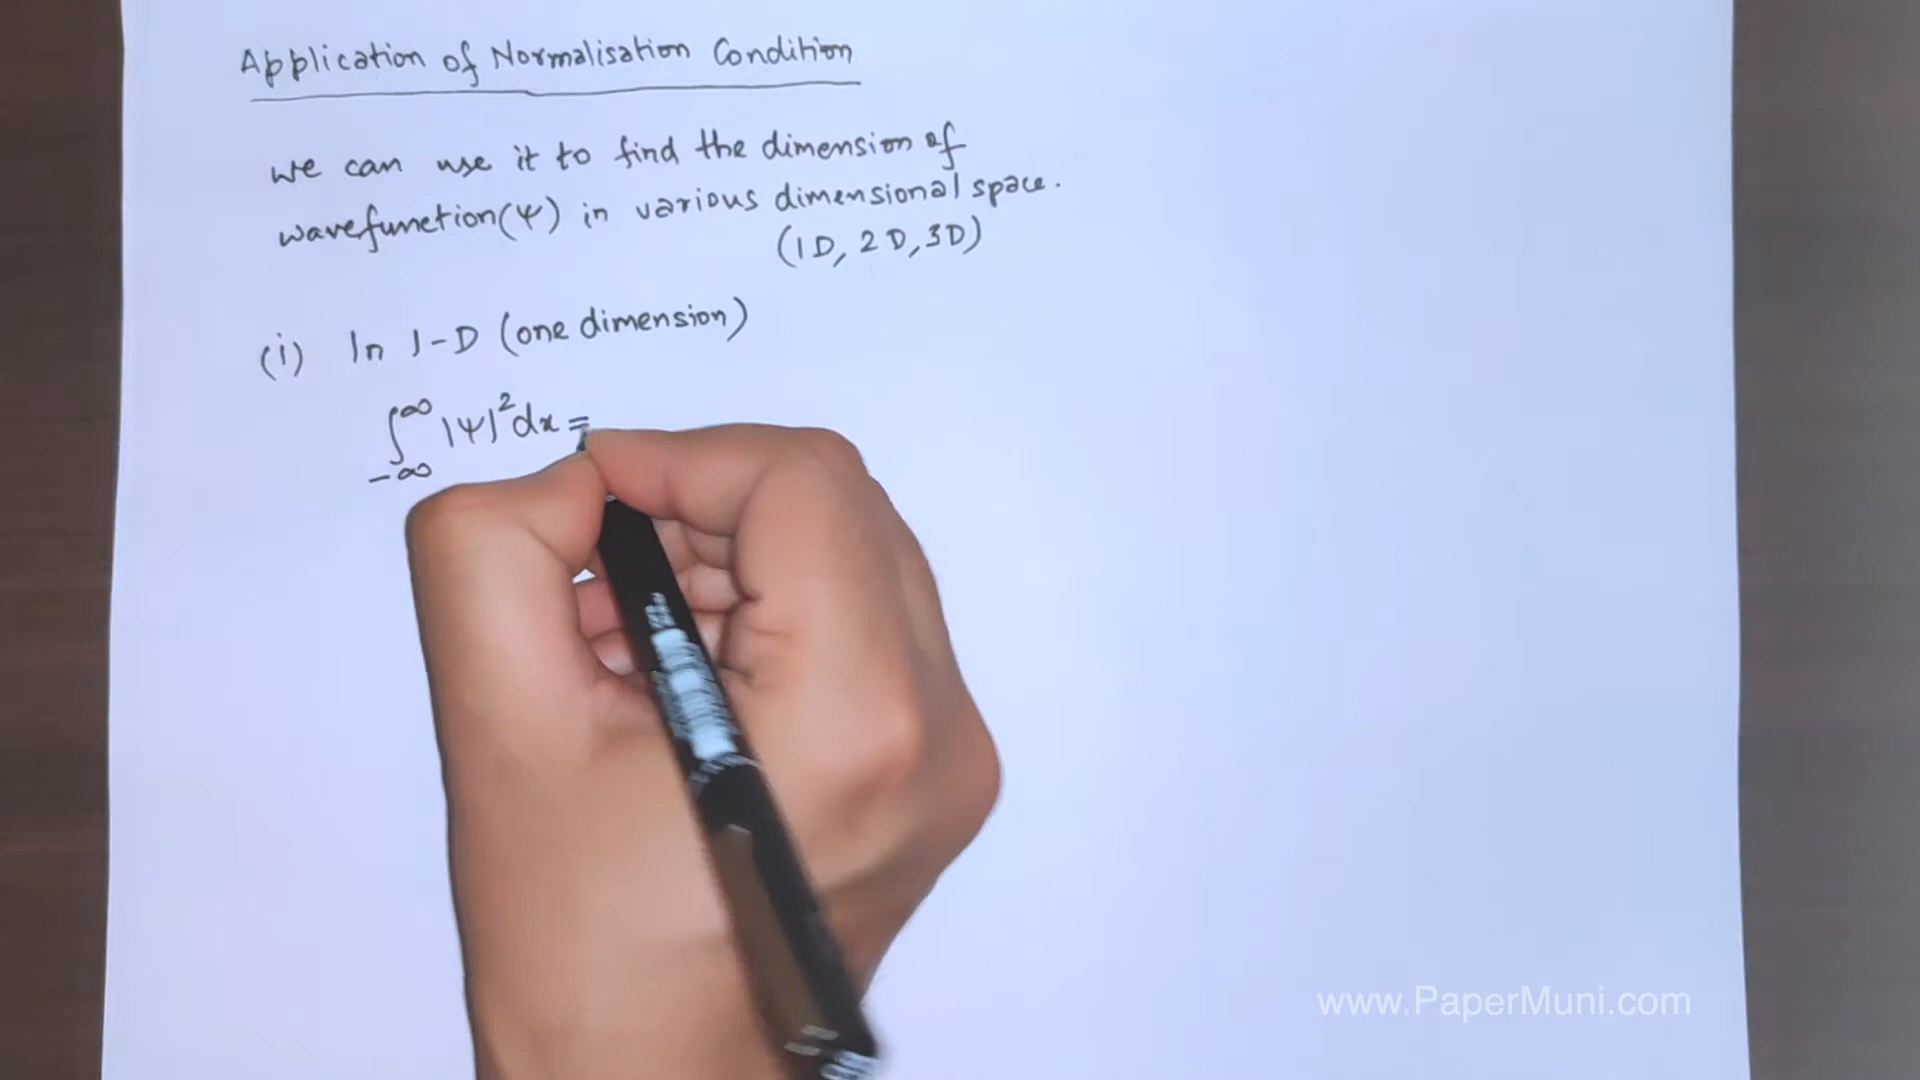 Application of Normalisation Condition
we can use it to find the dimension of
wavefunction(Ψ) in various dimensional space.
(1D, 2D, 3D)
(i) In 1-D (one dimension)
∫_{-∞}^{∞} |Ψ|² dx =
www.PaperMuni.com